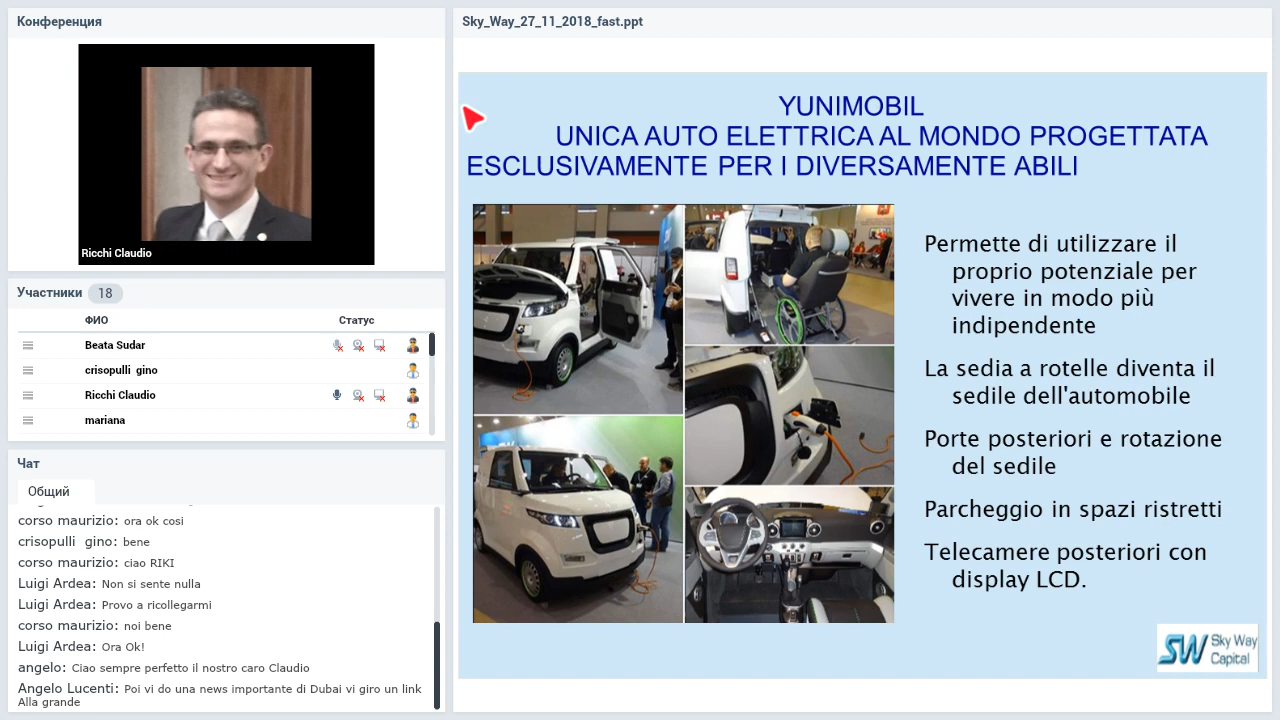 Конференция
Ricchi Claudio
Участники 18
ФИО Статус
Beata Sudar
crisopulli gino
Ricchi Claudio
mariana
Чат
Общий
corso maurizio: ora ok cosi
crisopulli gino: bene
corso maurizio: ciao RIKI
Luigi Ardea: Non si sente nulla
Luigi Ardea: Provo a ricollegarmi
corso maurizio: noi bene
Luigi Ardea: Ora Ok!
angelo: Ciao sempre perfetto il nostro caro Claudio
Angelo Lucenti: Poi vi do una news importante di Dubai vi giro un link
Alla grande
Sky_Way_27_11_2018_fast.ppt
YUNIMOBIL
UNICA AUTO ELETTRICA AL MONDO PROGETTATA
ESCLUSIVAMENTE PER I DIVERSAMENTE ABILI
Permette di utilizzare il
proprio potenziale per
vivere in modo più
indipendente
La sedia a rotelle diventa il
sedile dell'automobile
Porte posteriori e rotazione
del sedile
Parcheggio in spazi ristretti
Telecamere posteriori con
display LCD.
SW Sky Way
Capital